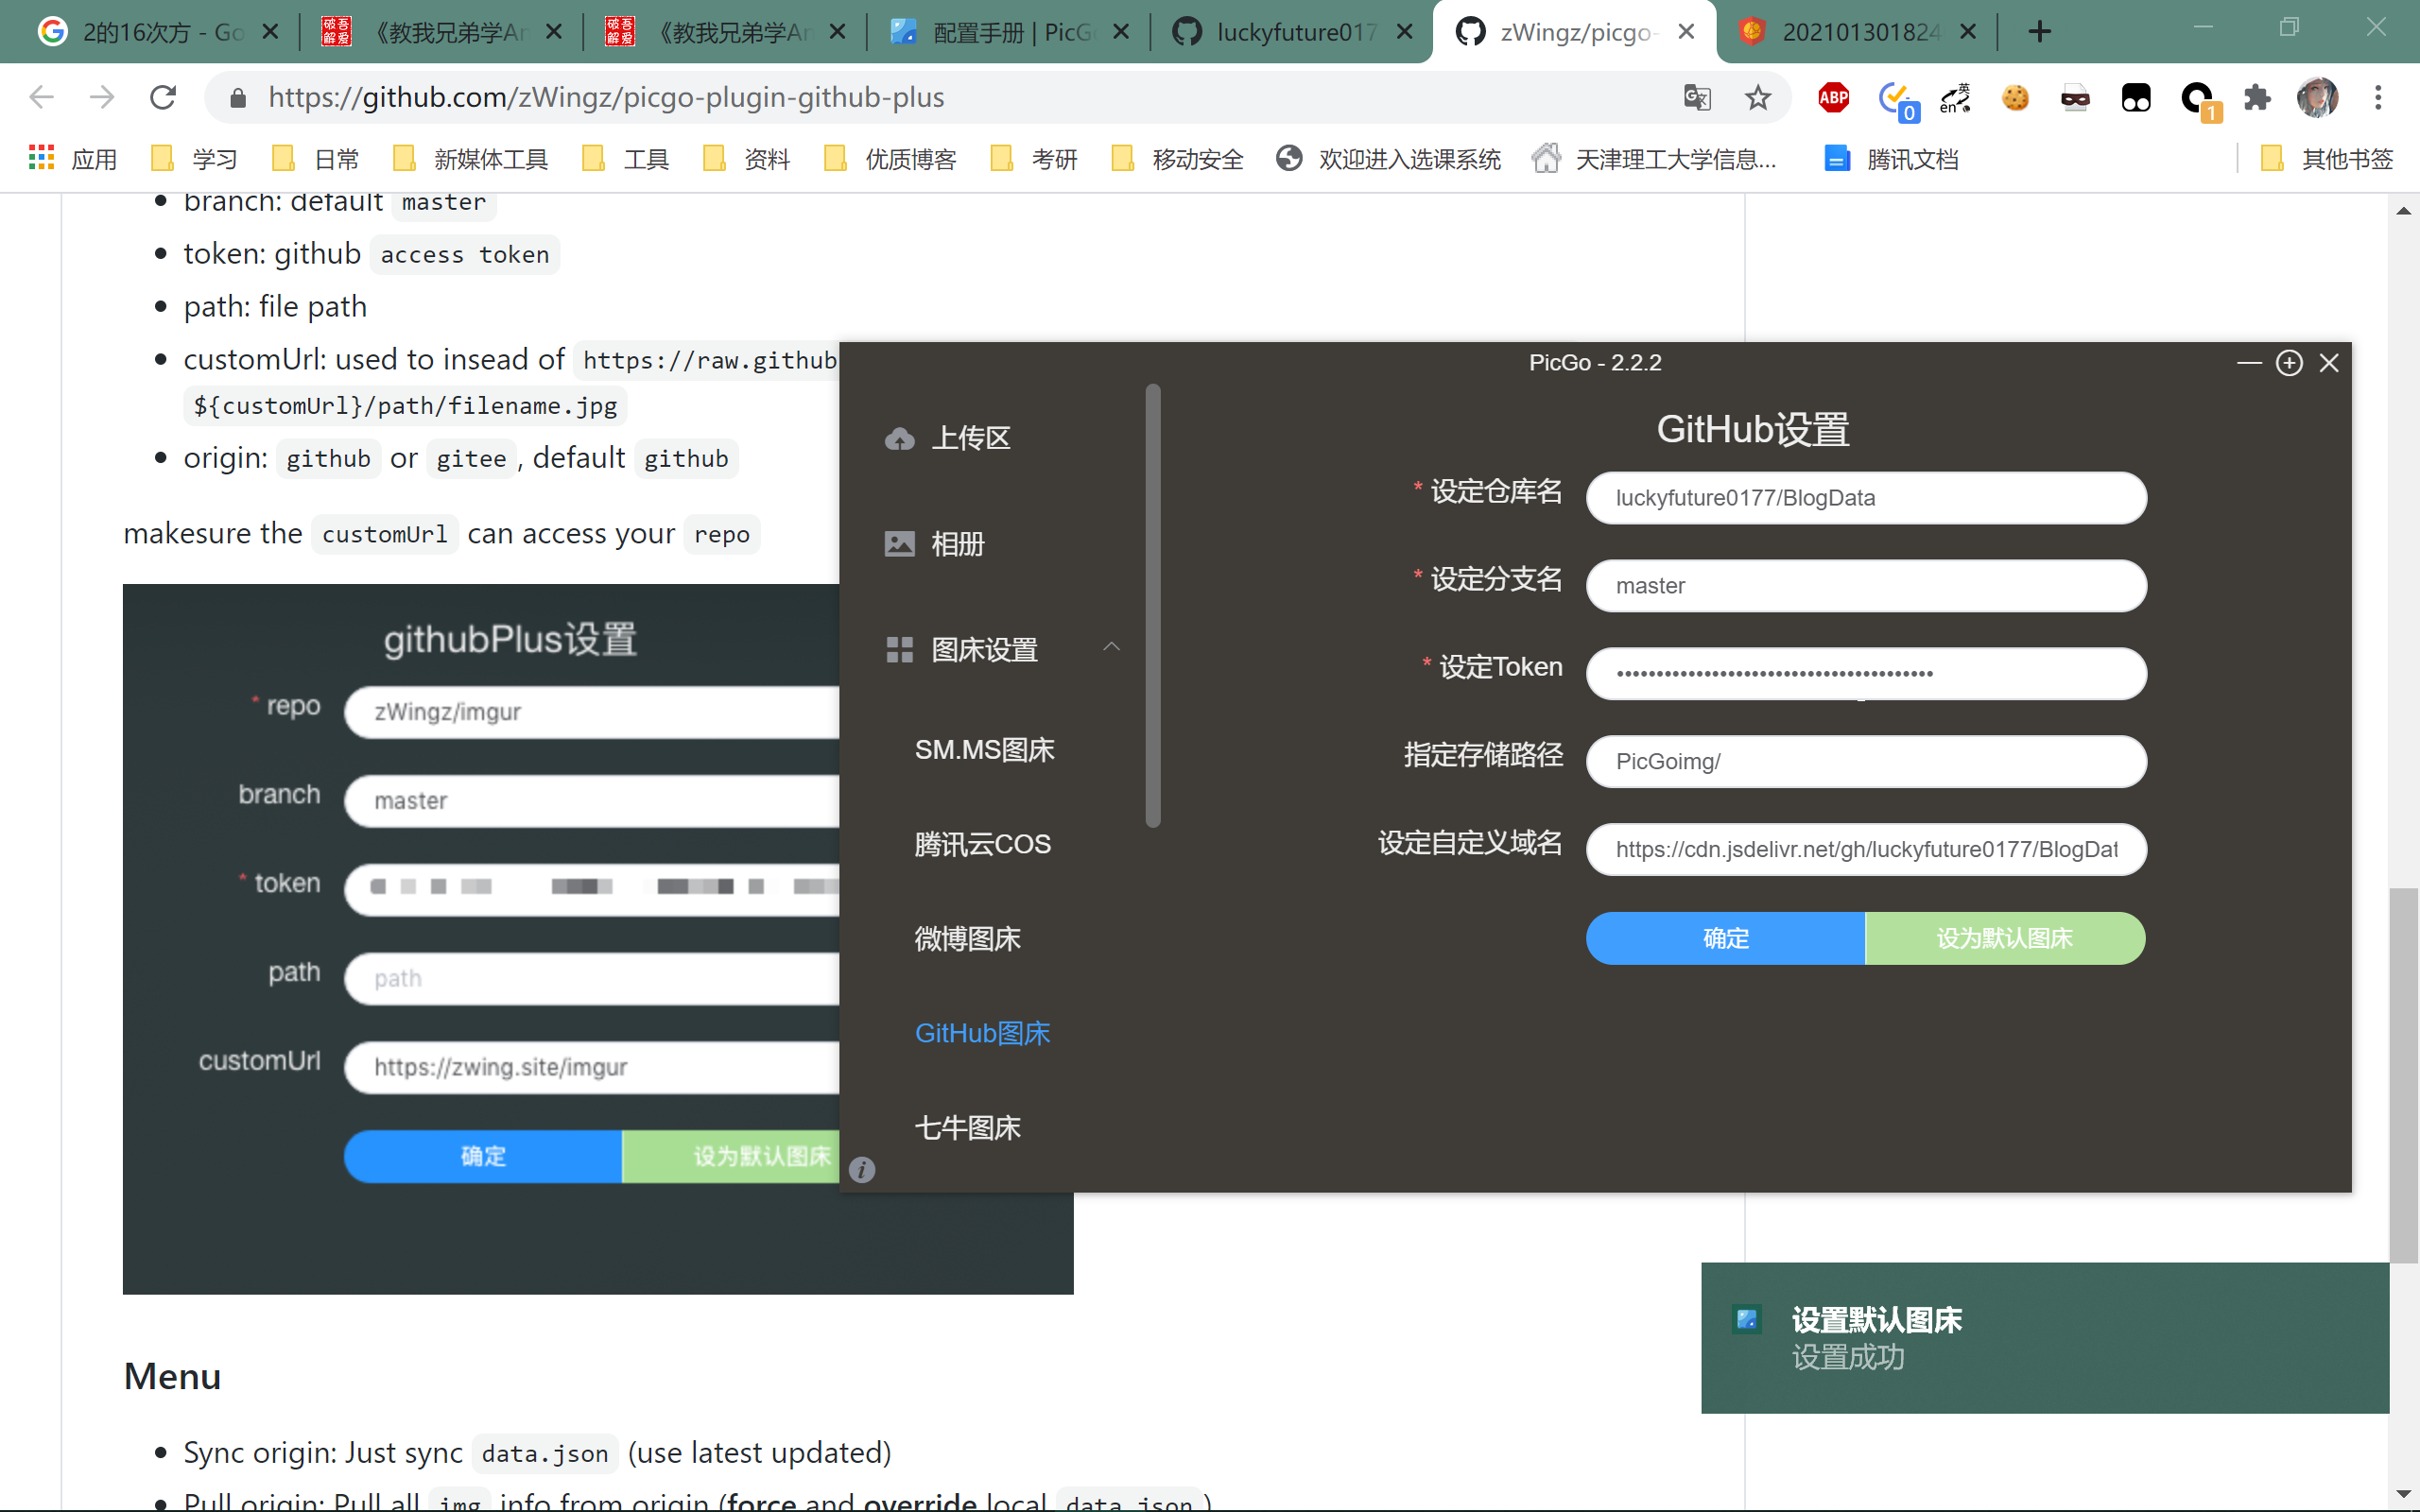 2的16次方 - Go
《教我兄弟学An
《教我兄弟学An
配置手册 | PicG
luckyfuture017
zWingz/picgo-
202101301824
https://github.com/zWingz/picgo-plugin-github-plus
ABP
0
英
en
1
应用
学习
日常
新媒体工具
工具
资料
优质博客
考研
移动安全
欢迎进入选课系统
天津理工大学信息...
腾讯文档
其他书签
branch: default master
token: github access token
path: file path
customUrl: used to insead of https://raw.github
${customUrl}/path/filename.jpg
origin: github or gitee, default github
makesure the customUrl can access your repo
githubPlus设置
* repo zWingz/imgur
branch master
* token
path path
customUrl https://zwing.site/imgur
确定 设为默认图床
PicGo - 2.2.2
上传区
相册
图床设置
SM.MS图床
腾讯云COS
微博图床
GitHub图床
七牛图床
GitHub设置
* 设定仓库名 luckyfuture0177/BlogData
* 设定分支名 master
* 设定Token ••••••••••••••••••••••••••••••••••••••••
指定存储路径 PicGoimg/
设定自定义域名 https://cdn.jsdelivr.net/gh/luckyfuture0177/BlogDat
确定 设为默认图床
设置默认图床
设置成功
Menu
Sync origin: Just sync data.json (use latest updated)
Pull origin: Pull all img info from origin (force and override local data.json )